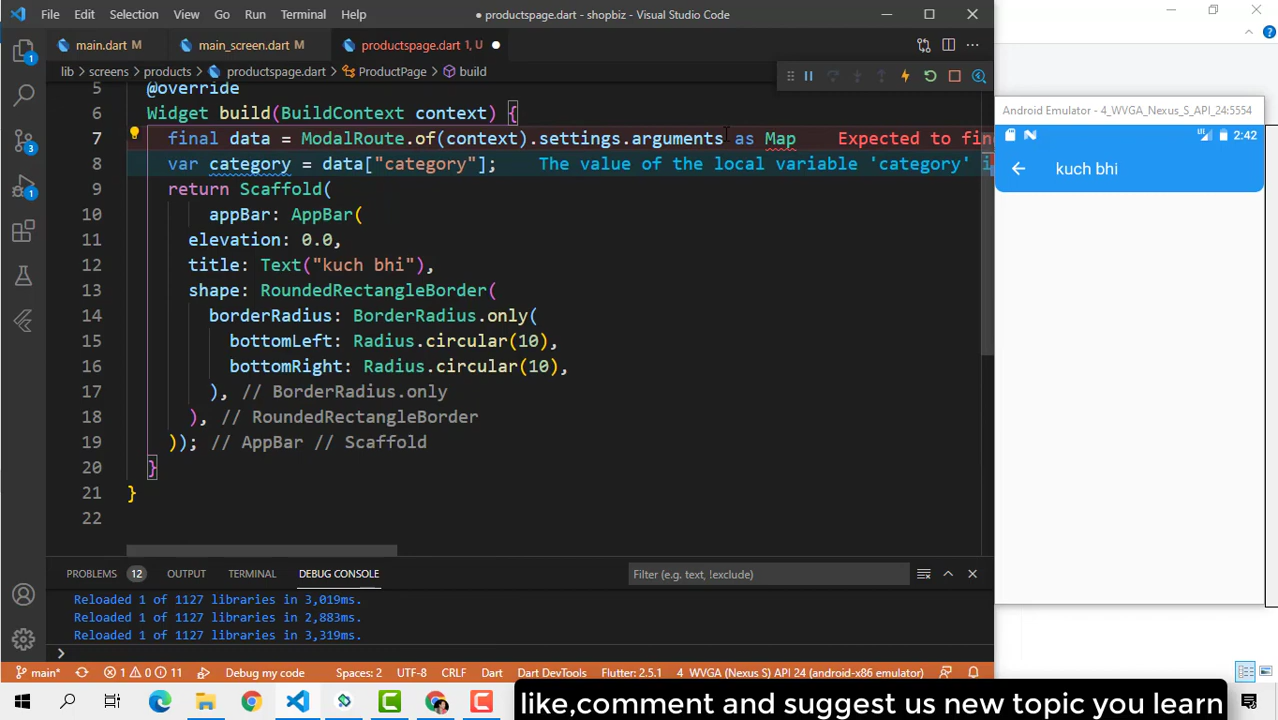 File Edit Selection View Go Run Terminal Help ● productspage.dart - shopbiz - Visual Studio Code
main.dart M main_screen.dart M productspage.dart 1, U ●
lib > screens > products > productspage.dart > ProductPage > build
5 @override
6 Widget build(BuildContext context) {
7 final data = ModalRoute.of(context).settings.arguments as Map Expected to fin
8 var category = data["category"]; The value of the local variable 'category' i
9 return Scaffold(
10 appBar: AppBar(
11 elevation: 0.0,
12 title: Text("kuch bhi"),
13 shape: RoundedRectangleBorder(
14 borderRadius: BorderRadius.only(
15 bottomLeft: Radius.circular(10),
16 bottomRight: Radius.circular(10),
17 ), // BorderRadius.only
18 ), // RoundedRectangleBorder
19 )); // AppBar // Scaffold
20 }
21 }
22
1
3
1
PROBLEMS 12 OUTPUT TERMINAL DEBUG CONSOLE Filter (e.g. text, !exclude)
Reloaded 1 of 1127 libraries in 3,019ms.
Reloaded 1 of 1127 libraries in 2,883ms.
Reloaded 1 of 1127 libraries in 3,319ms.
main* 1 0 11 Debug my code Spaces: 2 UTF-8 CRLF Dart Dart DevTools Flutter: 2.5.1 4 WVGA (Nexus S) API 24 (android-x86 emulator)
Android Emulator - 4_WVGA_Nexus_S_API_24:5554
2:42
kuch bhi
like,comment and suggest us new topic you learn